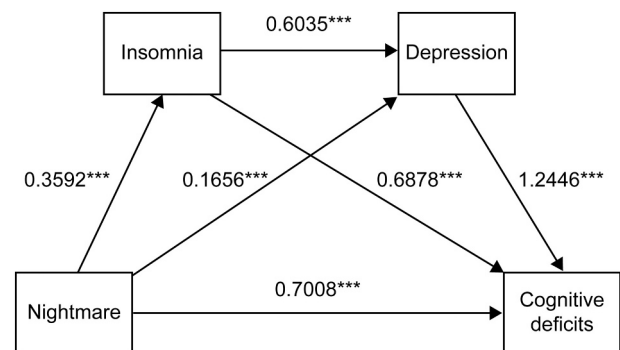 0.6035***
Insomnia
Depression
0.3592***
0.1656***
0.6878***
1.2446***
0.7008***
Nightmare
Cognitive
deficits